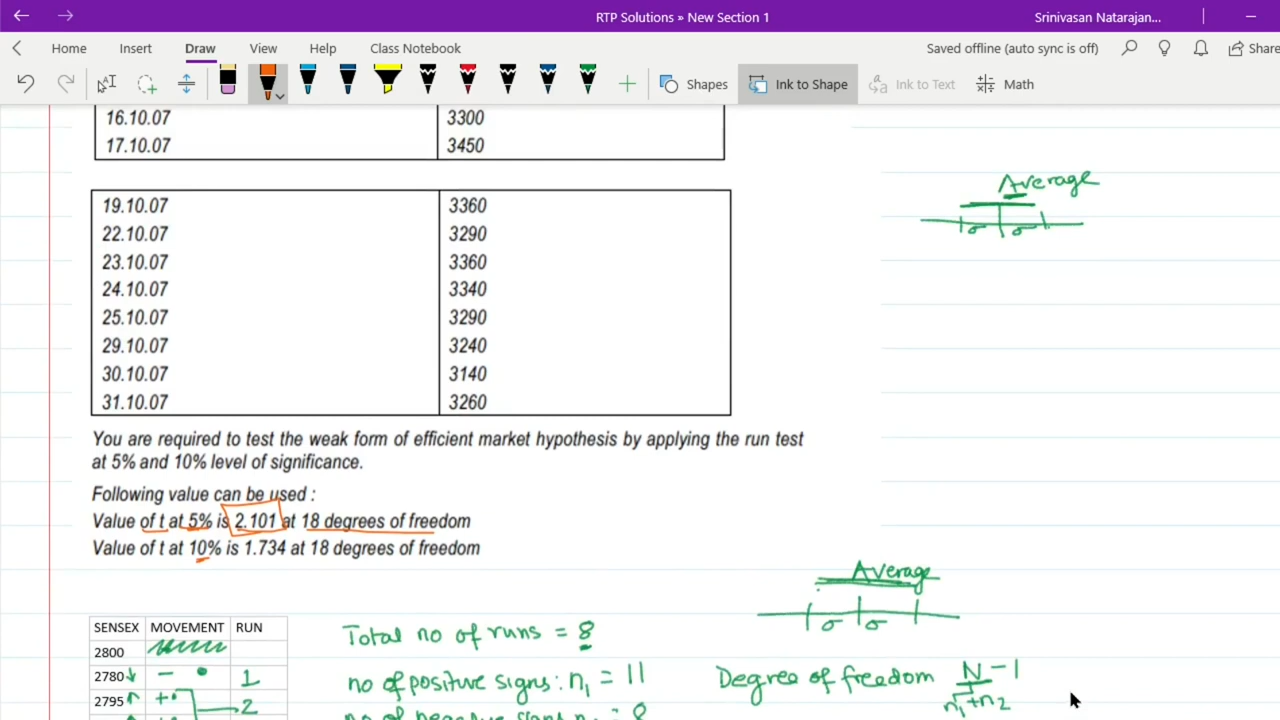 RTP Solutions » New Section 1
Srinivasan Natarajan...
Home Insert Draw View Help Class Notebook
Saved offline (auto sync is off)
Share
Shapes
Ink to Shape
Ink to Text
Math
16.10.07 3300
17.10.07 3450
Average
σ σ
19.10.07 3360
22.10.07 3290
23.10.07 3360
24.10.07 3340
25.10.07 3290
29.10.07 3240
30.10.07 3140
31.10.07 3260
You are required to test the weak form of efficient market hypothesis by applying the run test
at 5% and 10% level of significance.
Following value can be used :
Value of t at 5% is 2.101 at 18 degrees of freedom
Value of t at 10% is 1.734 at 18 degrees of freedom
Average
σ σ
SENSEX MOVEMENT RUN
2800
2780 ↓ - 1
2795 ↑ + 2
Total no of runs = 8
no of positive signs: n1 = 11
Degree of freedom N - 1
n1 + n2